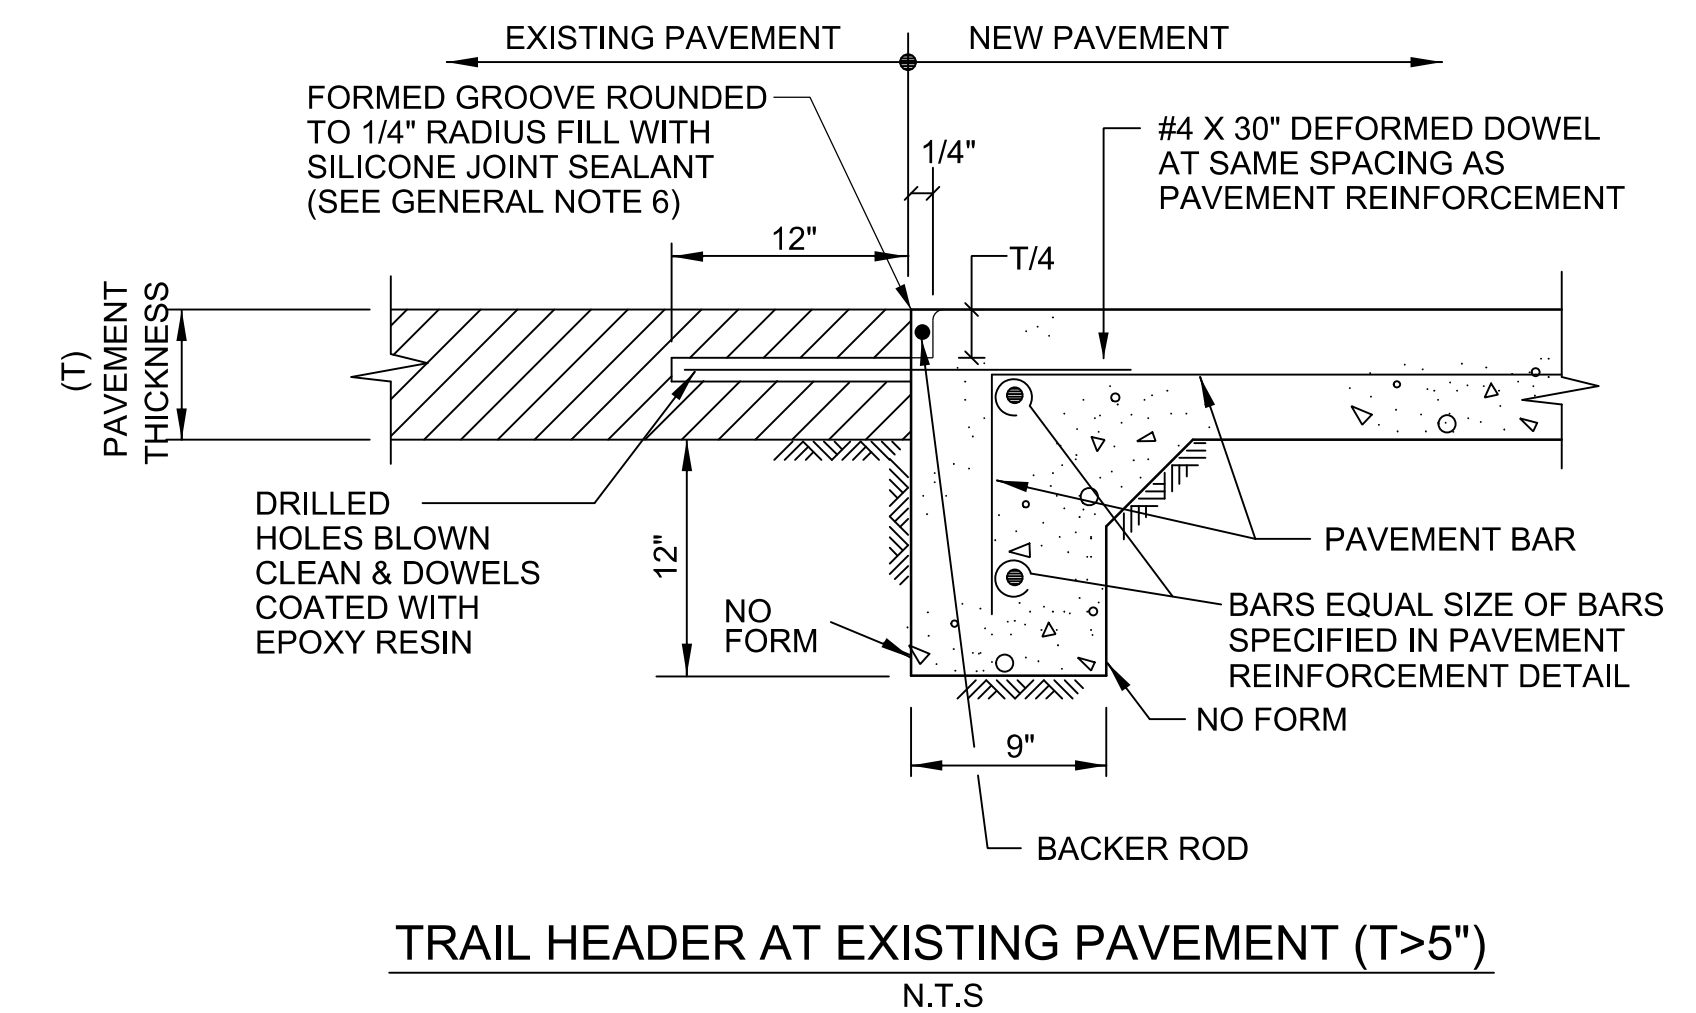 EXISTING PAVEMENT
NEW PAVEMENT
FORMED GROOVE ROUNDED
TO 1/4" RADIUS FILL WITH
SILICONE JOINT SEALANT
(SEE GENERAL NOTE 6)
1/4"
#4 X 30" DEFORMED DOWEL
AT SAME SPACING AS
PAVEMENT REINFORCEMENT
12"
T/4
(T)
PAVEMENT
THICKNESS
DRILLED
HOLES BLOWN
CLEAN & DOWELS
COATED WITH
EPOXY RESIN
12"
NO
FORM
PAVEMENT BAR
BARS EQUAL SIZE OF BARS
SPECIFIED IN PAVEMENT
REINFORCEMENT DETAIL
NO FORM
9"
BACKER ROD
TRAIL HEADER AT EXISTING PAVEMENT (T>5")
N.T.S